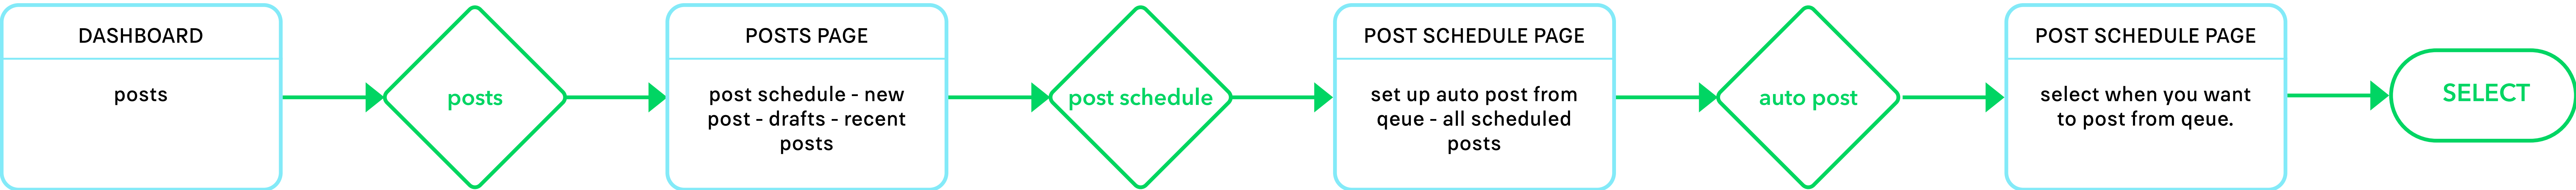 DASHBOARD
posts
posts
POSTS PAGE
post schedule - new
post - drafts - recent
posts
post schedule
POST SCHEDULE PAGE
set up auto post from
qeue - all scheduled
posts
auto post
POST SCHEDULE PAGE
select when you want
to post from qeue.
SELECT